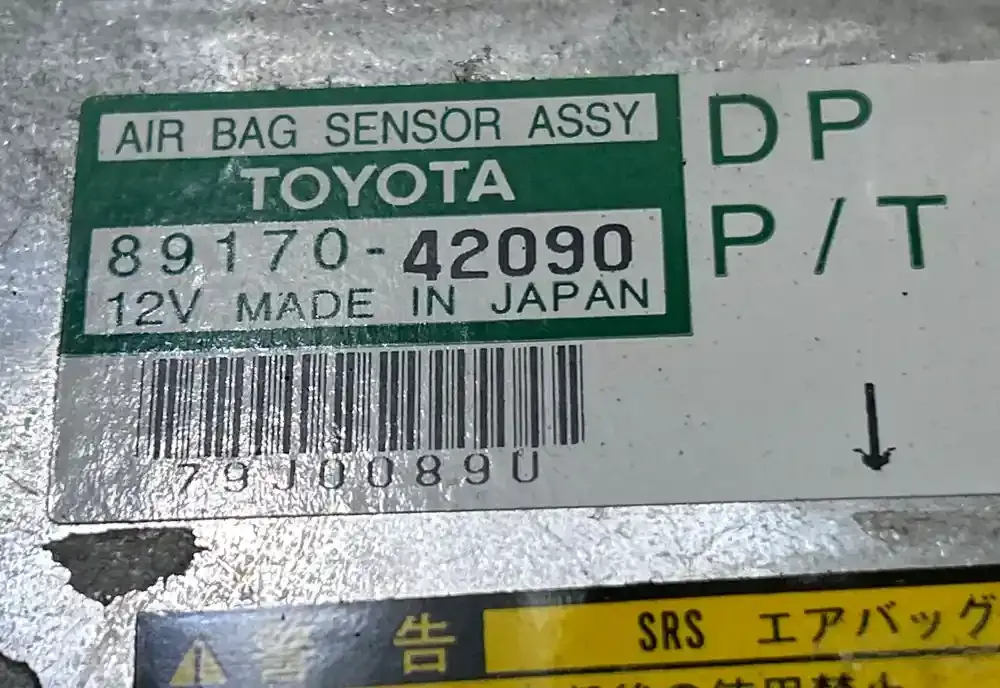 AIR BAG SENSOR ASSY
TOYOTA
89170-42090
12V MADE IN JAPAN
DP
P/T
79J0089U
警告
SRS エアバッグ